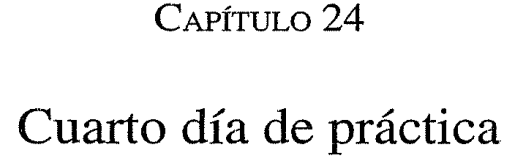 CAPÍTULO 24
Cuarto día de práctica